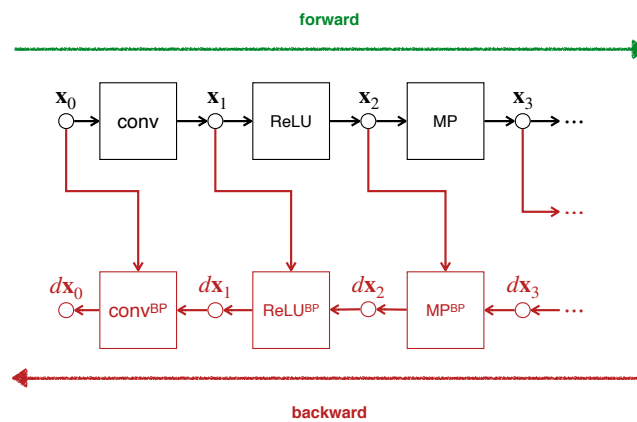 forward
x₀ x₁ x₂ x₃
conv ReLU MP ...
...
dx₀ dx₁ dx₂ dx₃
convᴮᴾ ReLUᴮᴾ MPᴮᴾ ...
backward